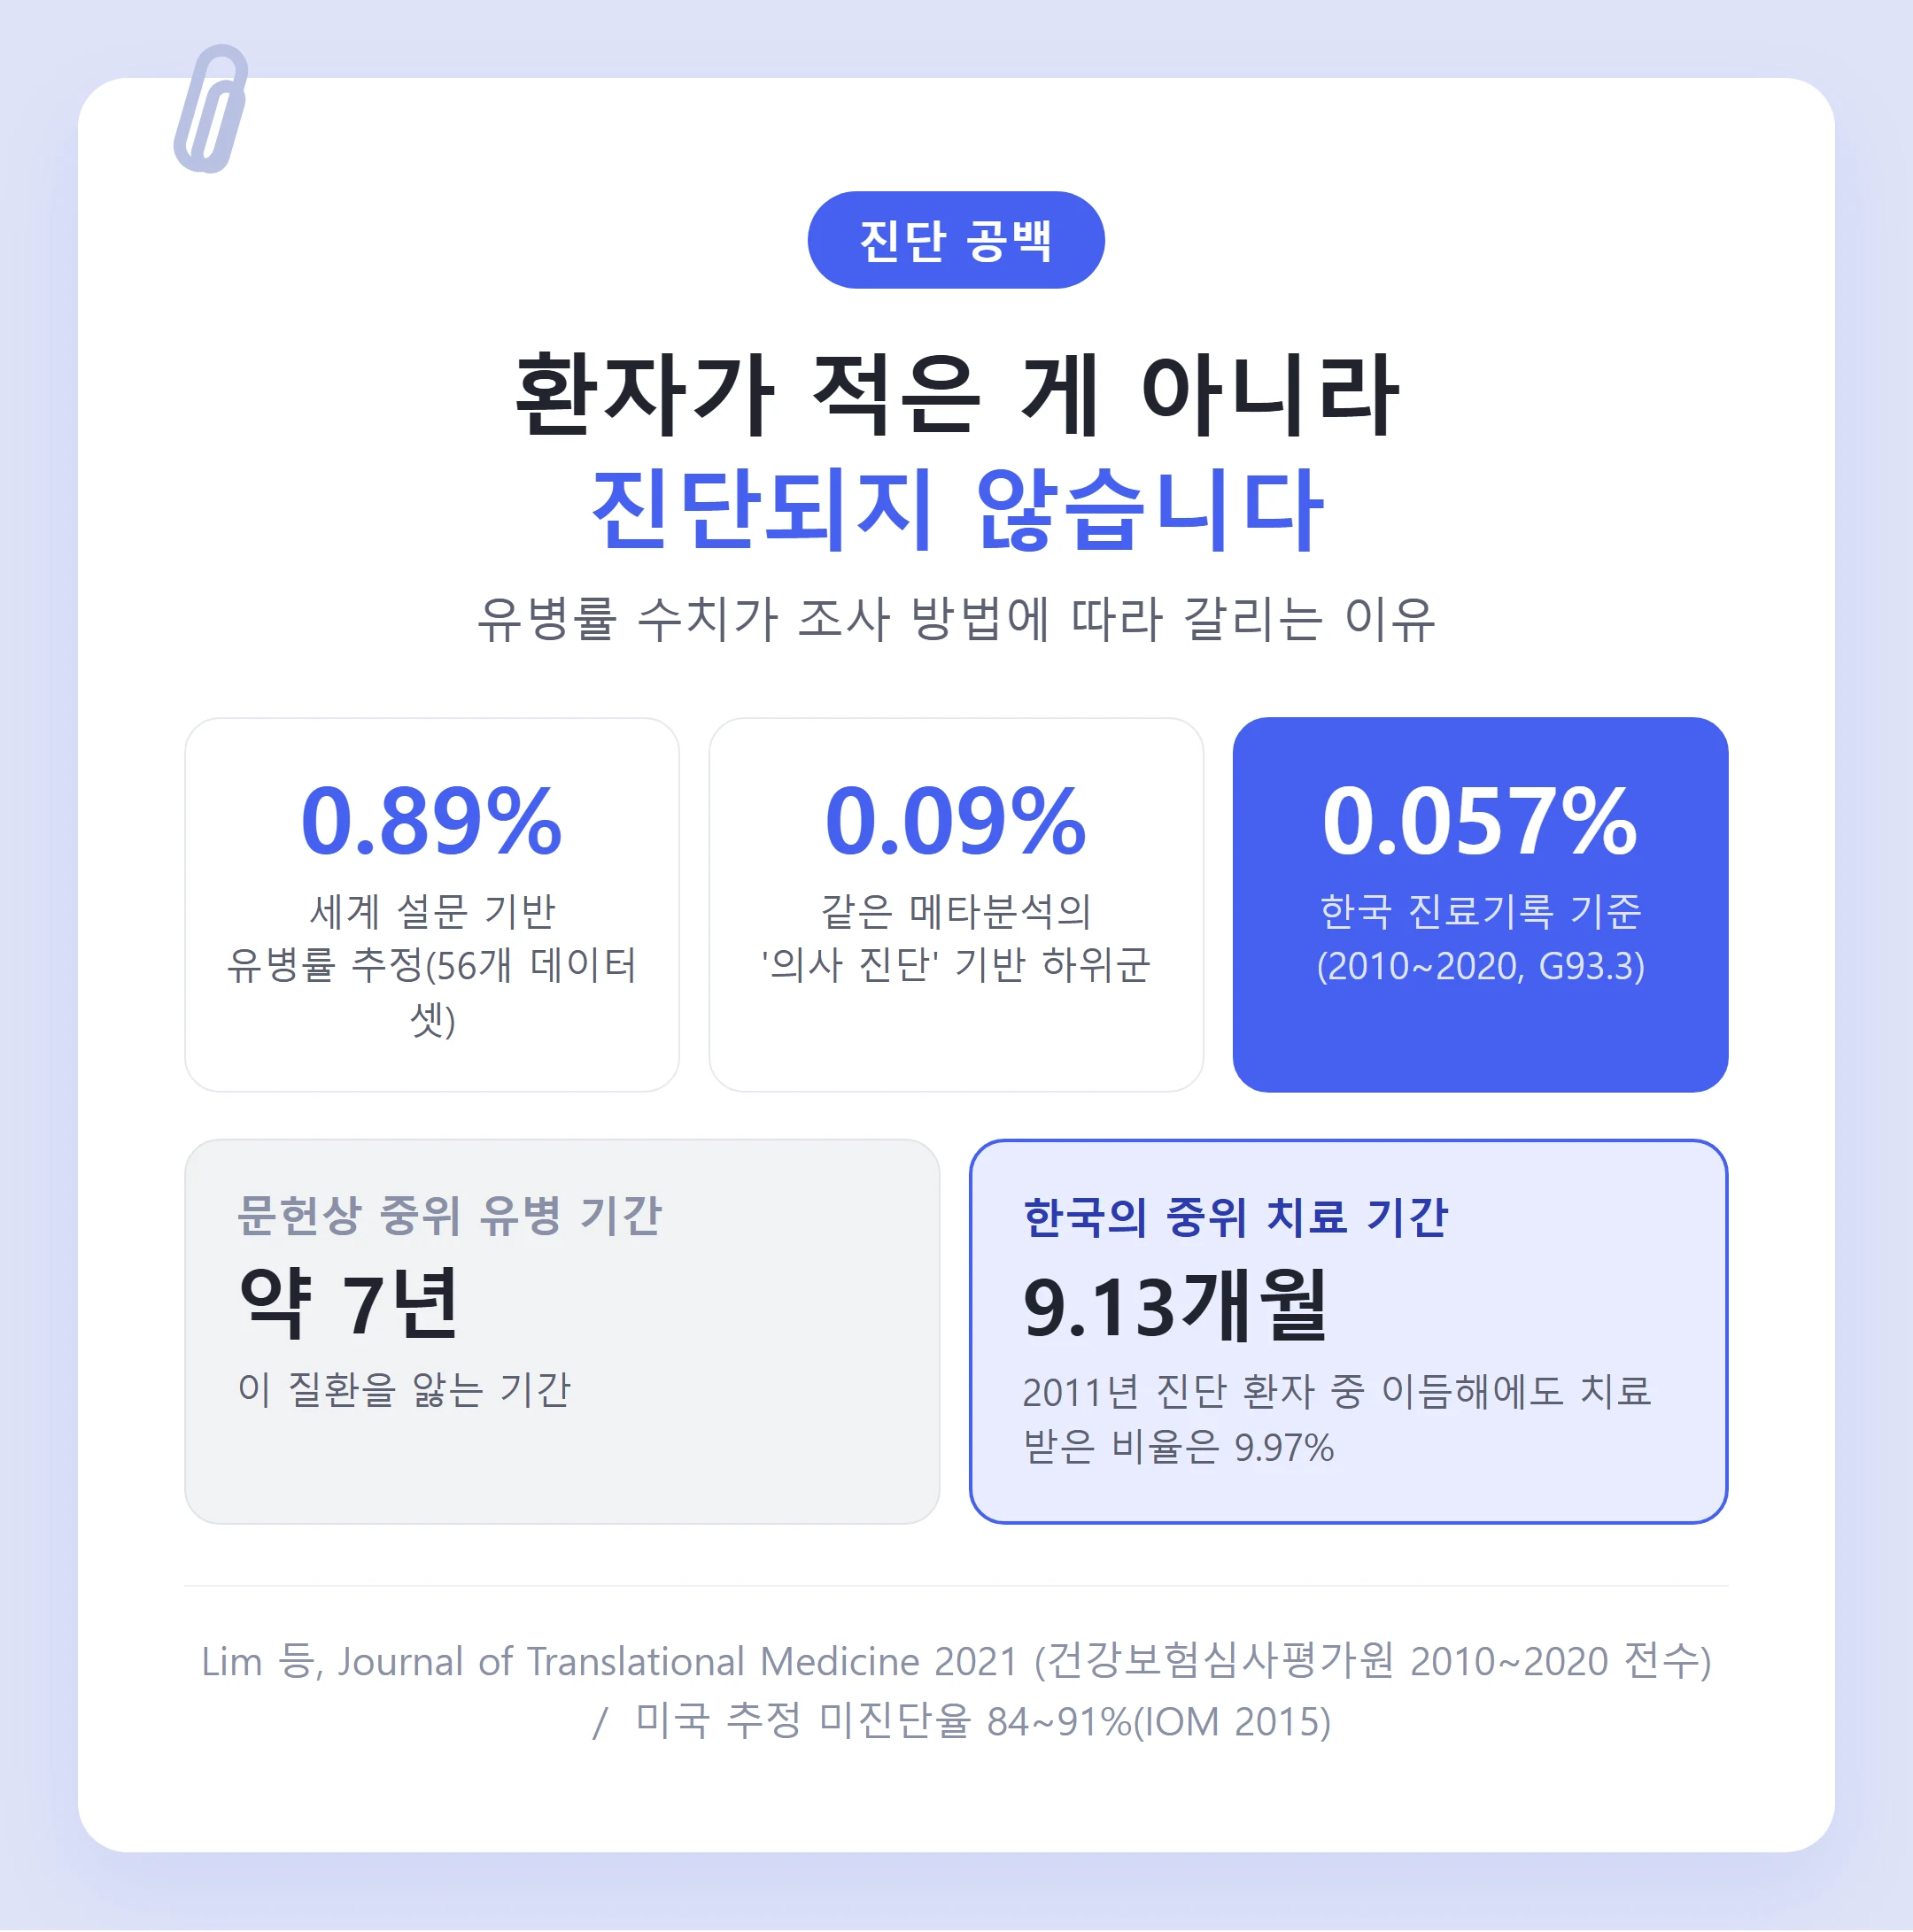 진단 공백
환자가 적은 게 아니라
진단되지 않습니다
유병률 수치가 조사 방법에 따라 갈리는 이유
0.89%
세계 설문 기반
유병률 추정(56개 데이터
셋)
0.09%
같은 메타분석의
'의사 진단' 기반 하위군
0.057%
한국 진료기록 기준
(2010~2020, G93.3)
문헌상 중위 유병 기간
약 7년
이 질환을 앓는 기간
한국의 중위 치료 기간
9.13개월
2011년 진단 환자 중 이듬해에도 치료
받은 비율은 9.97%
Lim 등, Journal of Translational Medicine 2021 (건강보험심사평가원 2010~2020 전수)
/ 미국 추정 미진단율 84~91%(IOM 2015)